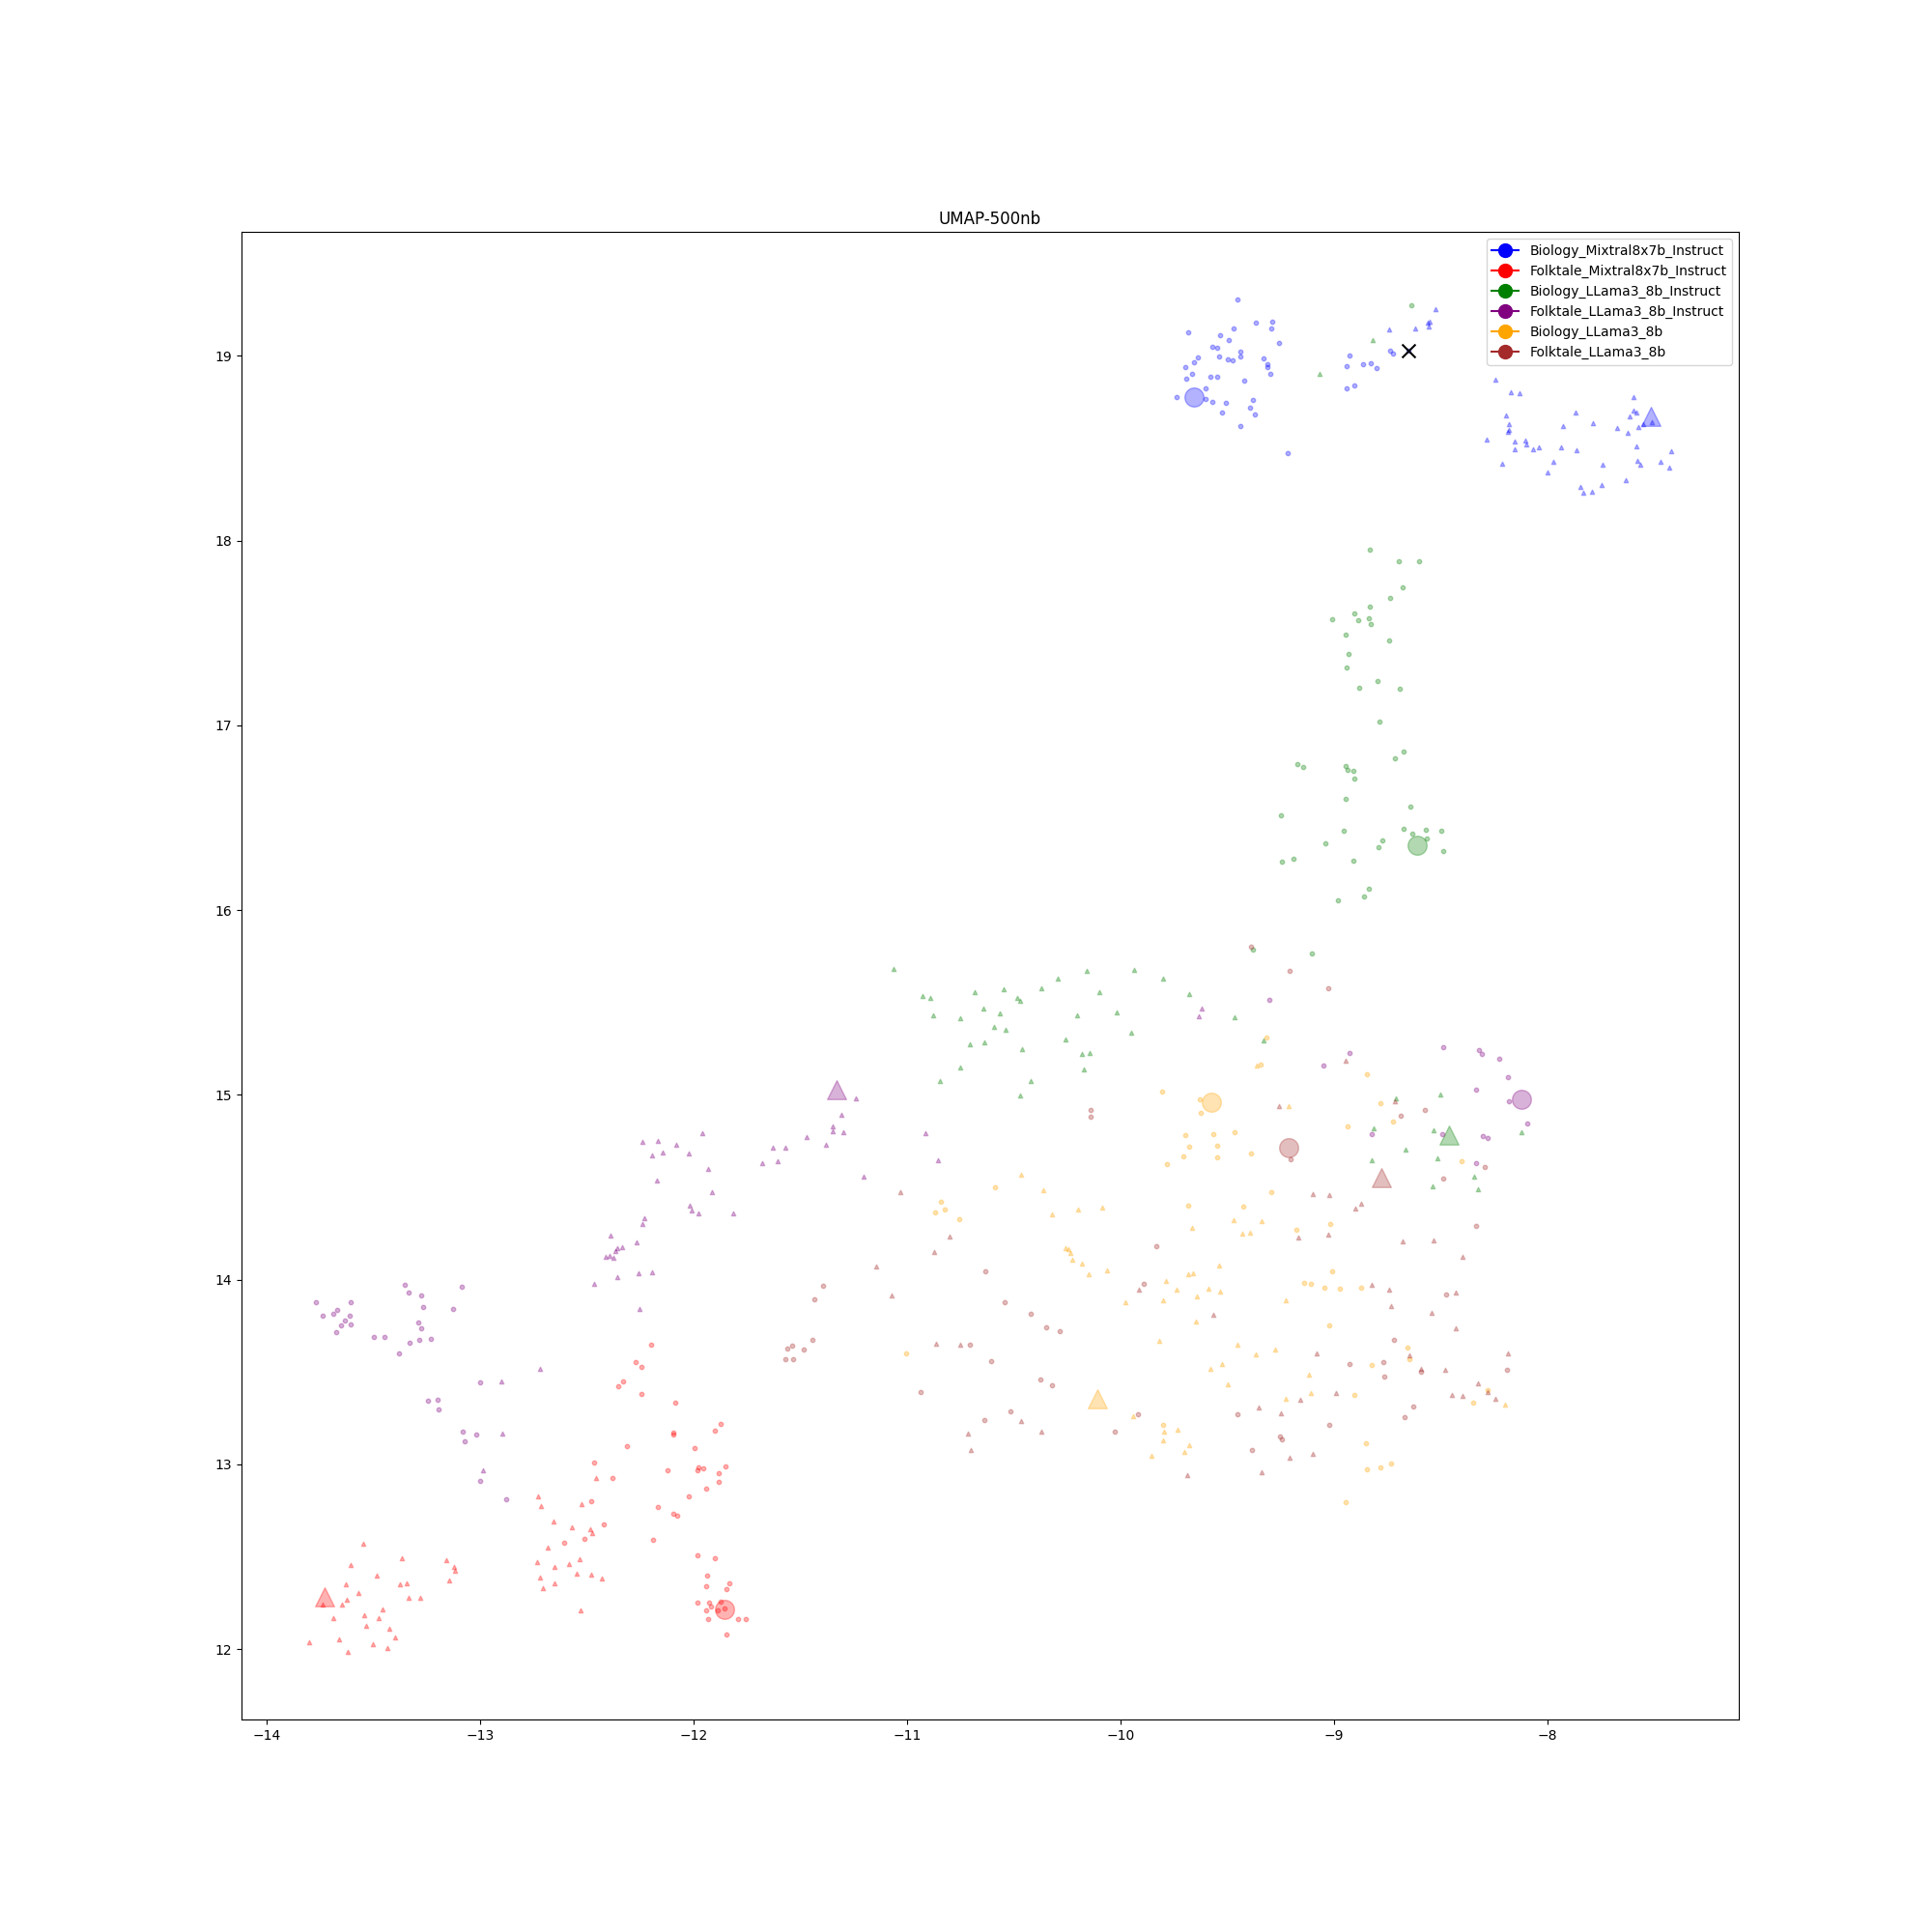 UMAP-500nb
Biology_Mixtral8x7b_Instruct
Folktale_Mixtral8x7b_Instruct
Biology_LLama3_8b_Instruct
Folktale_LLama3_8b_Instruct
Biology_LLama3_8b
Folktale_LLama3_8b
19
18
17
16
15
14
13
12
−14 −13 −12 −11 −10 −9 −8